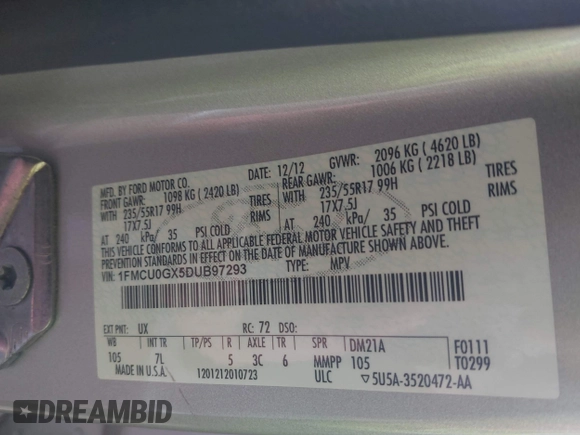 MFD. BY FORD MOTOR CO.
DATE: 12/12 GVWR: 2096 KG ( 4620 LB)
FRONT GAWR: 1098 KG ( 2420 LB) REAR GAWR: 1006 KG ( 2218 LB)
WITH 235/55R17 99H TIRES WITH 235/55R17 99H TIRES
17X7.5J RIMS 17X7.5J RIMS
AT 240 kPa/ 35 PSI COLD AT 240 kPa/ 35 PSI COLD
THIS VEHICLE CONFORMS TO ALL APPLICABLE FEDERAL MOTOR VEHICLE SAFETY AND THEFT
PREVENTION STANDARDS IN EFFECT ON THE DATE OF MANUFACTURE SHOWN ABOVE.
VIN: 1FMCU0GX5DUB97293 TYPE: MPV
EXT PNT: UX RC: 72 DSO:
WB INT TR TP/PS R AXLE TR SPR DM21A F0111
105 7L 5 3C 6 MMPP 105 T0299
MADE IN U.S.A. 1201212010723 ULC ▽5U5A-3520472-AA
DREAMBID